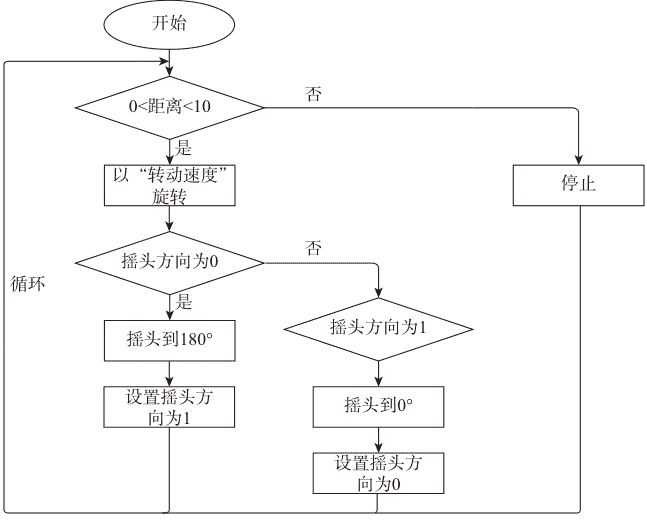 开始
0<距离<10
否
是
以“转动速度”
旋转
停止
摇头方向为0
否
循环
是
摇头方向为1
摇头到180°
设置摇头方
向为1
摇头到0°
设置摇头方
向为0